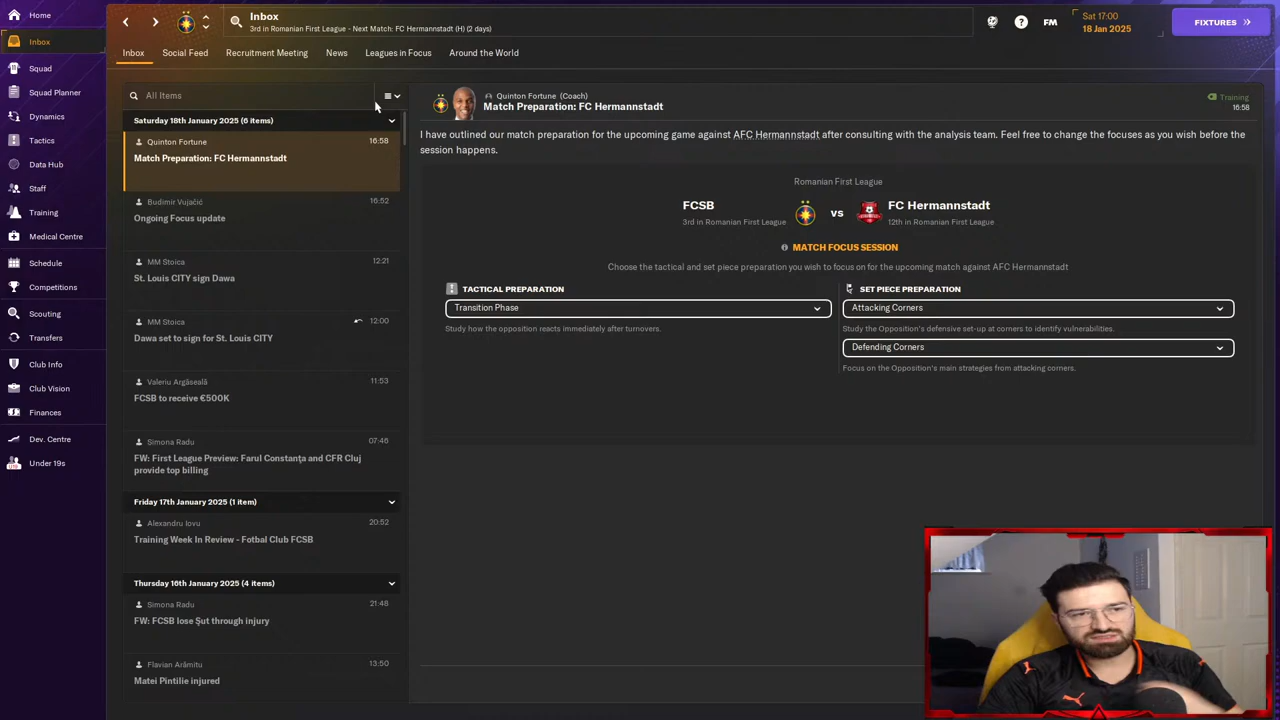 Home
Inbox
Squad
Squad Planner
Dynamics
Tactics
Data Hub
Staff
Training
Medical Centre
Schedule
Competitions
Scouting
Transfers
Club Info
Club Vision
Finances
Dev. Centre
Under 19s
Inbox
3rd in Romanian First League - Next Match: FC Hermannstadt (H) (2 days)
FM
Sat 17:00
18 Jan 2025
FIXTURES
Inbox Social Feed Recruitment Meeting News Leagues in Focus Around the World
All Items
Saturday 18th January 2025 (6 items)
Quinton Fortune 16:58
Match Preparation: FC Hermannstadt
Budimir Vujačić 16:52
Ongoing Focus update
MM Stoica 12:21
St. Louis CITY sign Dawa
MM Stoica 12:00
Dawa set to sign for St. Louis CITY
Valeriu Argăseală 11:53
FCSB to receive €500K
Simona Radu 07:46
FW: First League Preview: Farul Constanţa and CFR Cluj
provide top billing
Friday 17th January 2025 (1 item)
Alexandru Iovu 20:52
Training Week In Review - Fotbal Club FCSB
Thursday 16th January 2025 (4 items)
Simona Radu 21:48
FW: FCSB lose Şut through injury
Flavian Arămitu 13:50
Matei Pintilie injured
Quinton Fortune (Coach)
Match Preparation: FC Hermannstadt
Training
16:58
I have outlined our match preparation for the upcoming game against AFC Hermannstadt after consulting with the analysis team. Feel free to change the focuses as you wish before the
session happens.
Romanian First League
FCSB vs FC Hermannstadt
3rd in Romanian First League 12th in Romanian First League
MATCH FOCUS SESSION
Choose the tactical and set piece preparation you wish to focus on for the upcoming match against AFC Hermannstadt
TACTICAL PREPARATION
Transition Phase
Study how the opposition reacts immediately after turnovers.
SET PIECE PREPARATION
Attacking Corners
Study the Opposition's defensive set-up at corners to identify vulnerabilities.
Defending Corners
Focus on the Opposition's main strategies from attacking corners.